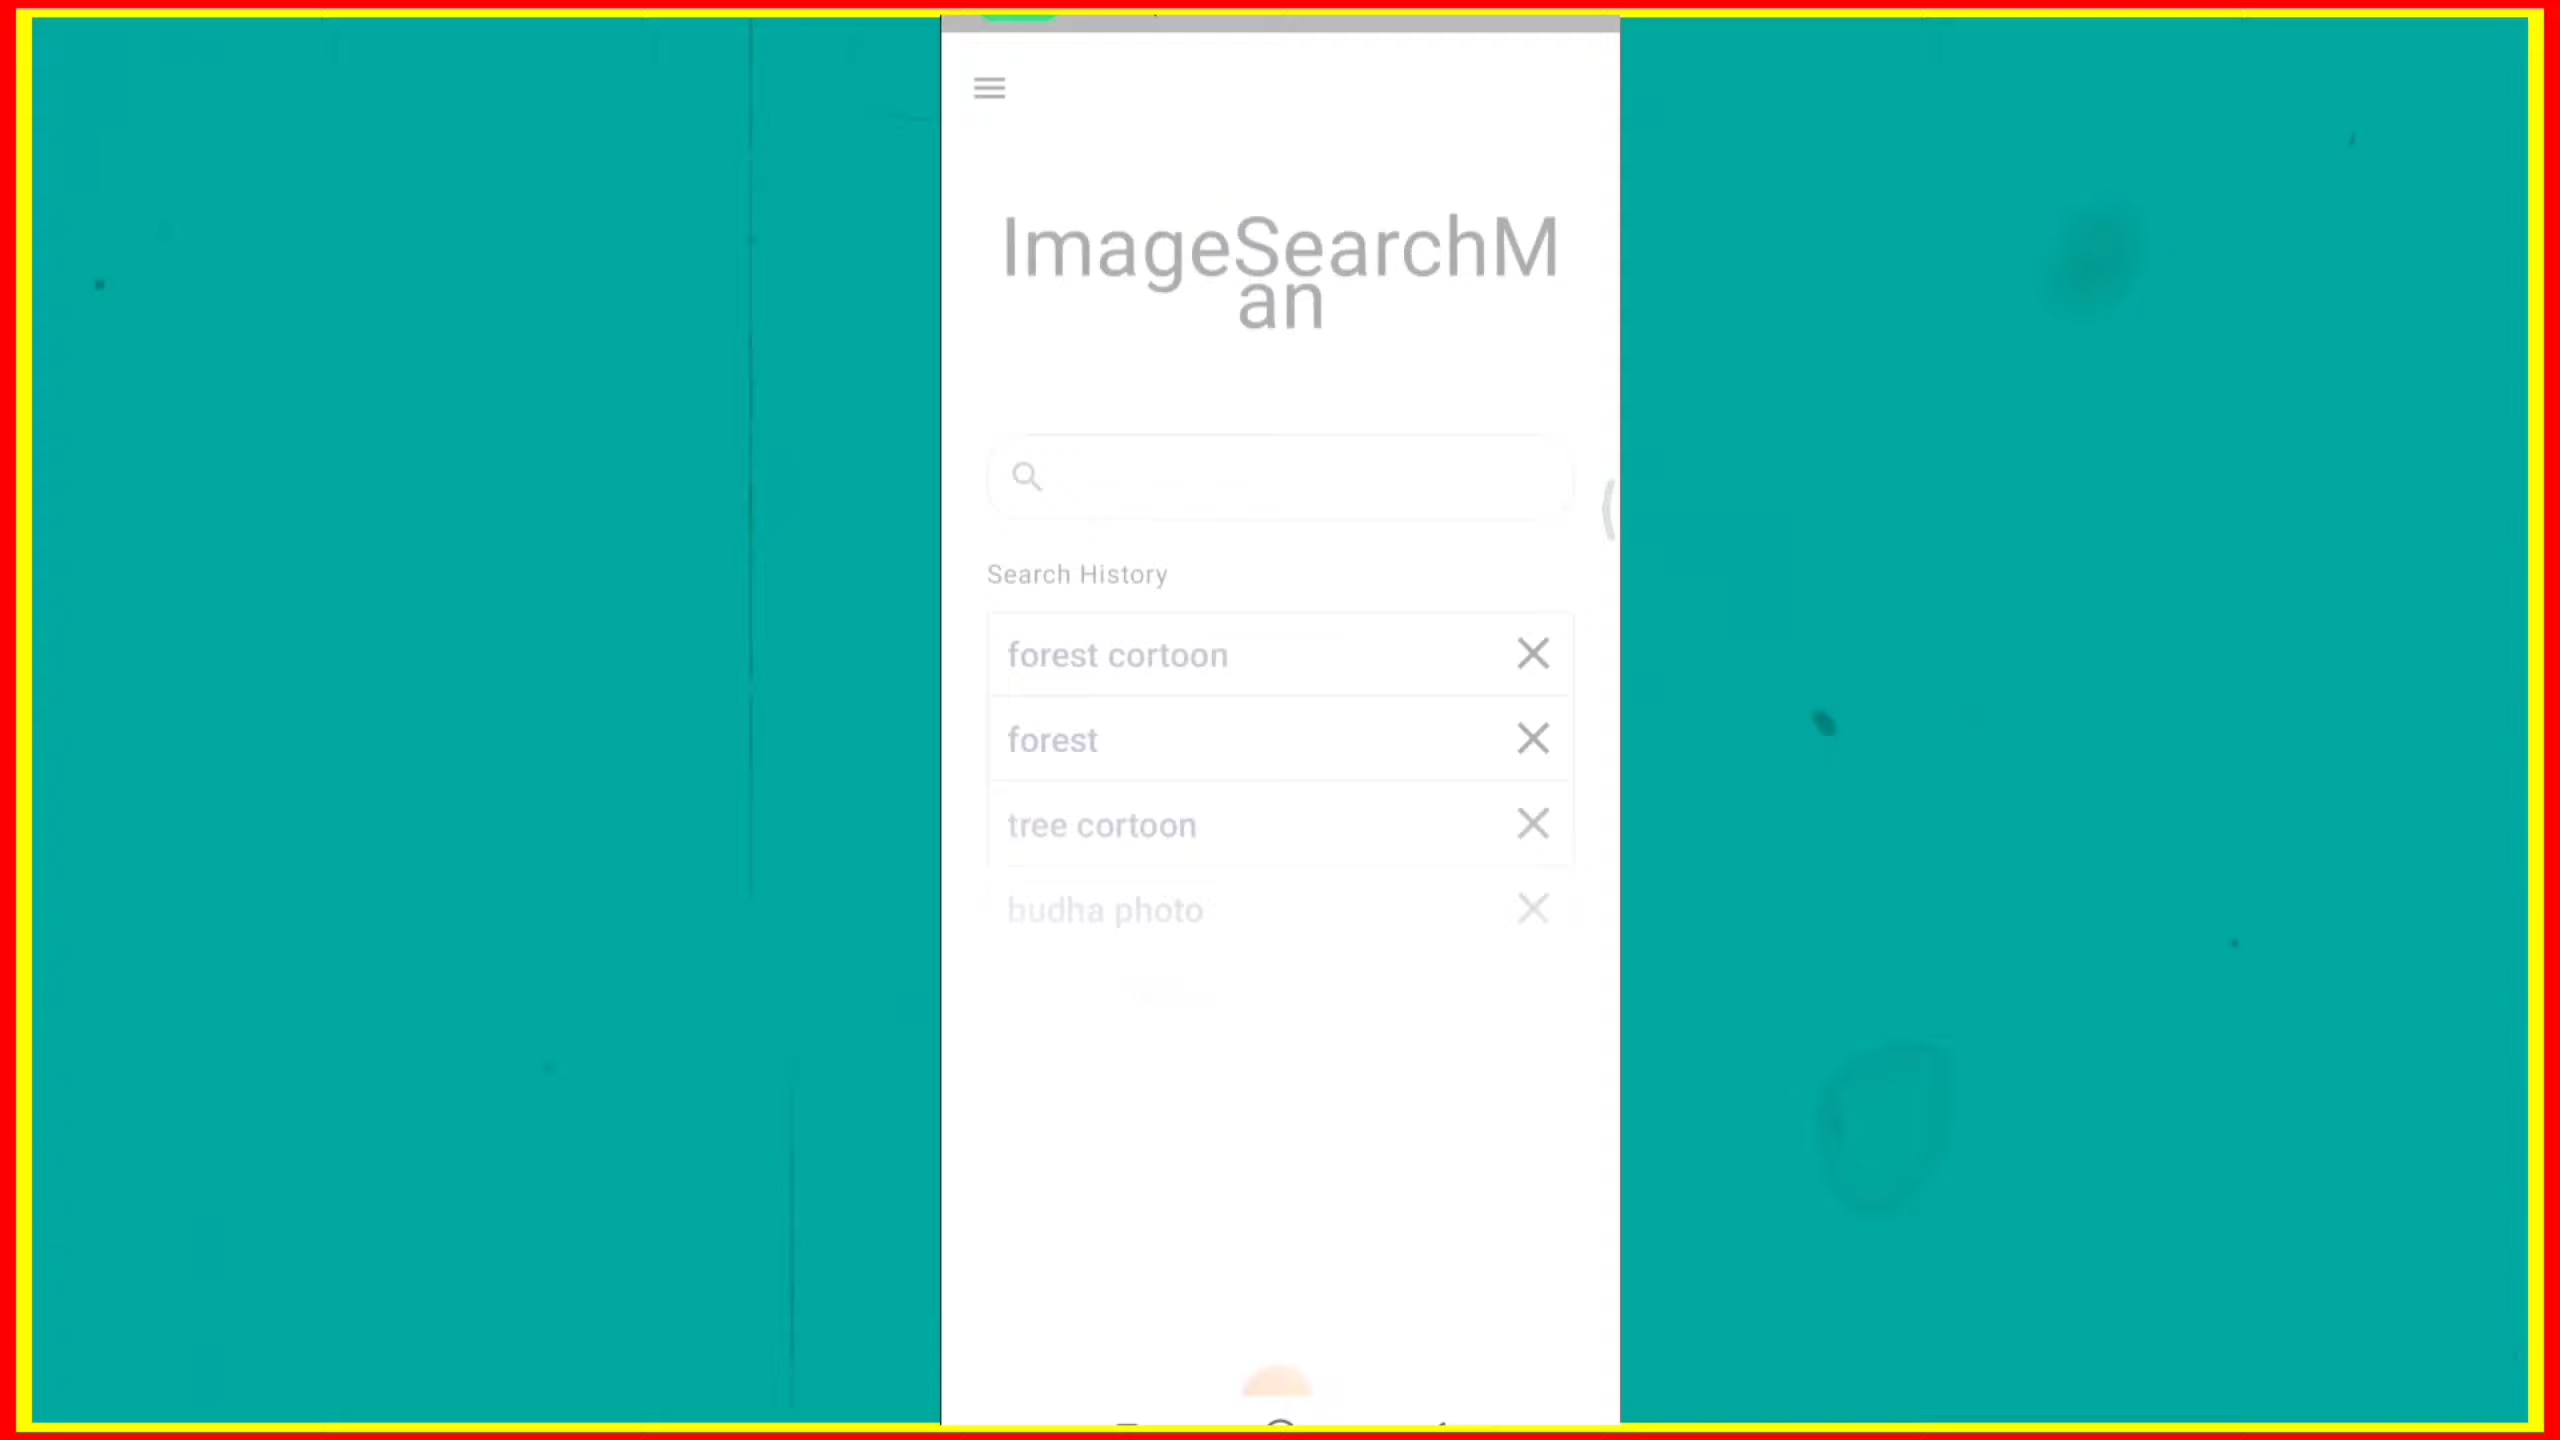 ImageSearchM
an
Search History
forest cortoon
forest
tree cortoon
budha photo